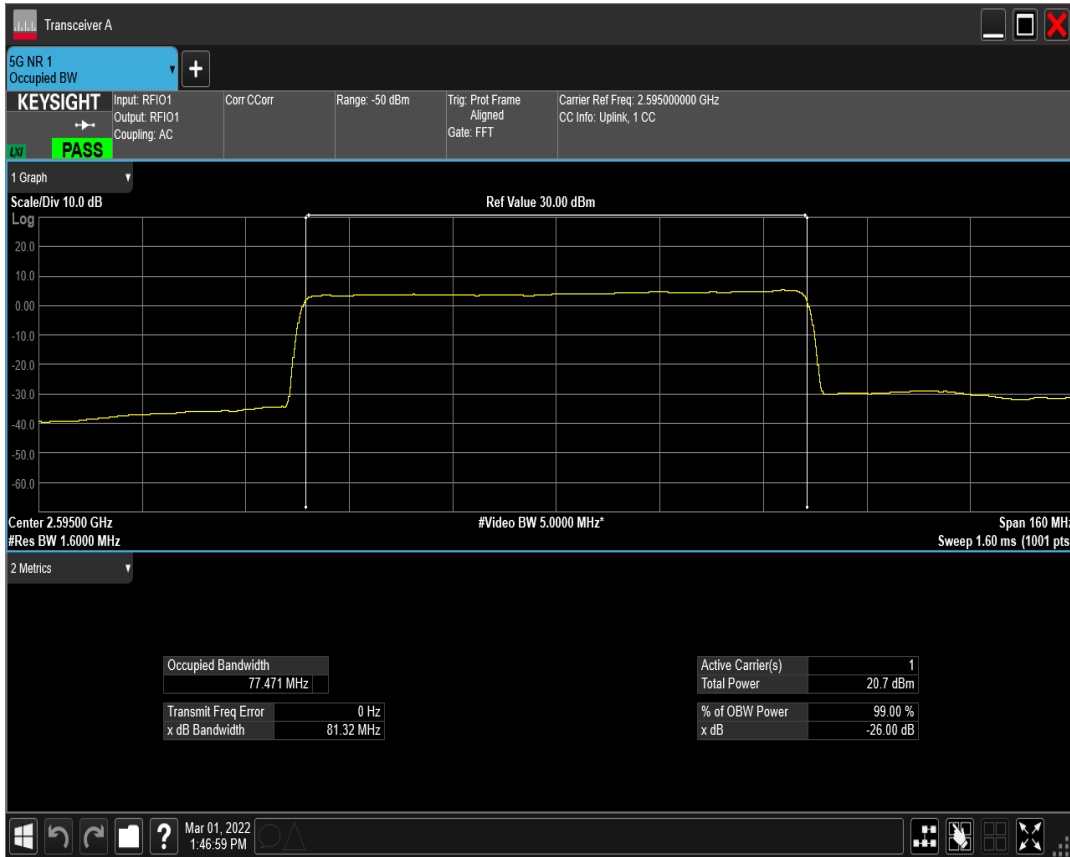 Transceiver A
5G NR 1
Occupied BW
KEYSIGHT
LXI
PASS
Input: RFIO1
Output: RFIO1
Coupling: AC
Corr CCorr
Range: -50 dBm
Trig: Prot Frame
Aligned
Gate: FFT
Carrier Ref Freq: 2.595000000 GHz
CC Info: Uplink, 1 CC
1 Graph
Scale/Div 10.0 dB
Ref Value 30.00 dBm
Log
20.0
10.0
0.00
-10.0
-20.0
-30.0
-40.0
-50.0
-60.0
Center 2.59500 GHz
#Video BW 5.0000 MHz*
Span 160 MHz
#Res BW 1.6000 MHz
Sweep 1.60 ms (1001 pts
2 Metrics
Occupied Bandwidth
77.471 MHz
Transmit Freq Error 0 Hz
x dB Bandwidth 81.32 MHz
Active Carrier(s) 1
Total Power 20.7 dBm
% of OBW Power 99.00 %
x dB -26.00 dB
Mar 01, 2022
1:46:59 PM